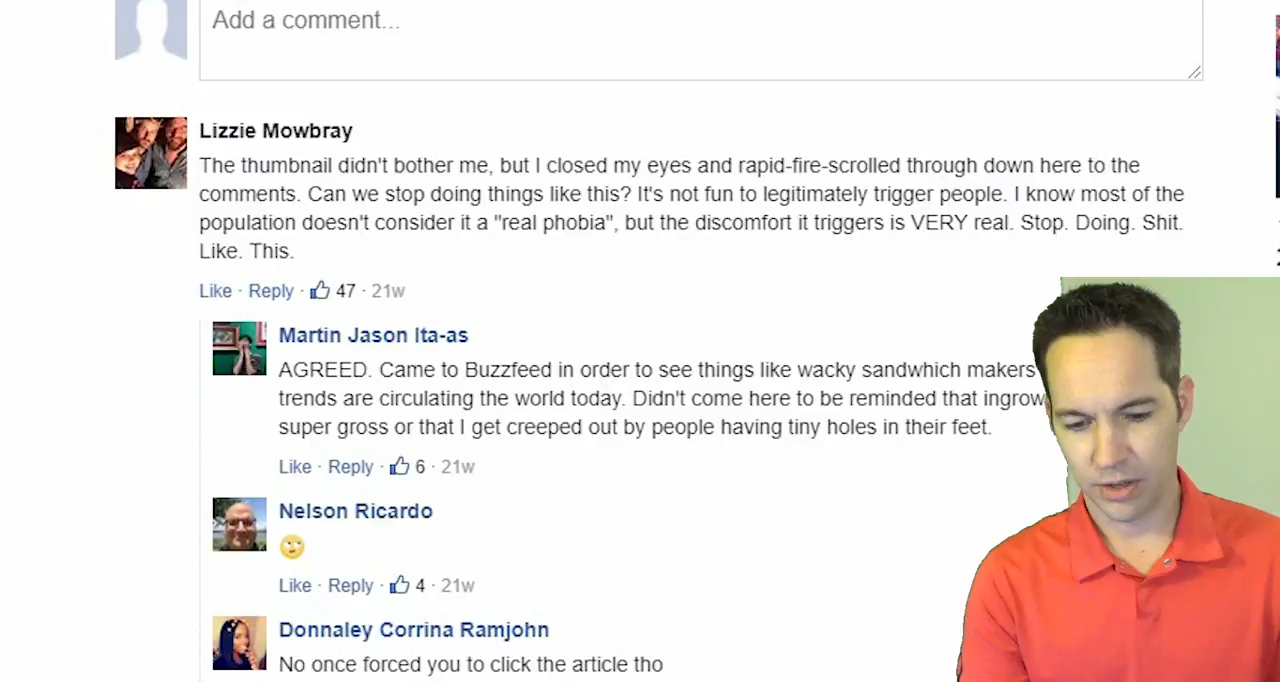 Add a comment...
Lizzie Mowbray
The thumbnail didn't bother me, but I closed my eyes and rapid-fire-scrolled through down here to the
comments. Can we stop doing things like this? It's not fun to legitimately trigger people. I know most of the
population doesn't consider it a "real phobia", but the discomfort it triggers is VERY real. Stop. Doing. Shit.
Like. This.
Like · Reply · 47 · 21w
Martin Jason Ita-as
AGREED. Came to Buzzfeed in order to see things like wacky sandwhich makers
trends are circulating the world today. Didn't come here to be reminded that ingrow
super gross or that I get creeped out by people having tiny holes in their feet.
Like · Reply · 6 · 21w
Nelson Ricardo
🙄
Like · Reply · 4 · 21w
Donnaley Corrina Ramjohn
No once forced you to click the article tho